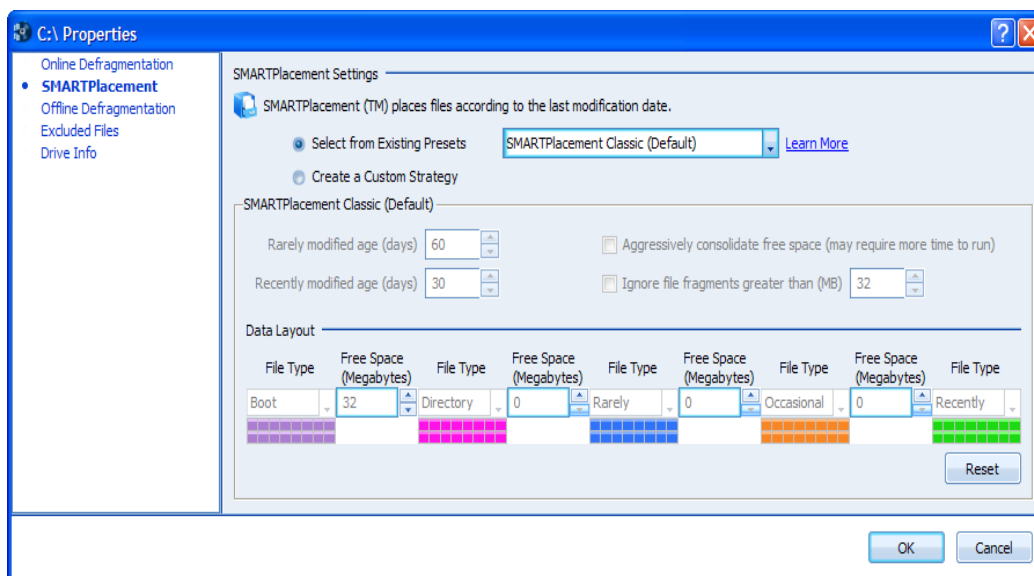 C:\ Properties
Online Defragmentation
SMARTPlacement
Offline Defragmentation
Excluded Files
Drive Info
SMARTPlacement Settings
SMARTPlacement (TM) places files according to the last modification date.
Select from Existing Presets SMARTPlacement Classic (Default) Learn More
Create a Custom Strategy
SMARTPlacement Classic (Default)
Rarely modified age (days) 60 Aggressively consolidate free space (may require more time to run)
Recently modified age (days) 30 Ignore file fragments greater than (MB) 32
Data Layout
File Type Free Space (Megabytes) File Type Free Space (Megabytes) File Type Free Space (Megabytes) File Type Free Space (Megabytes) File Type
Boot 32 Directory 0 Rarely 0 Occasional 0 Recently
Reset
OK Cancel